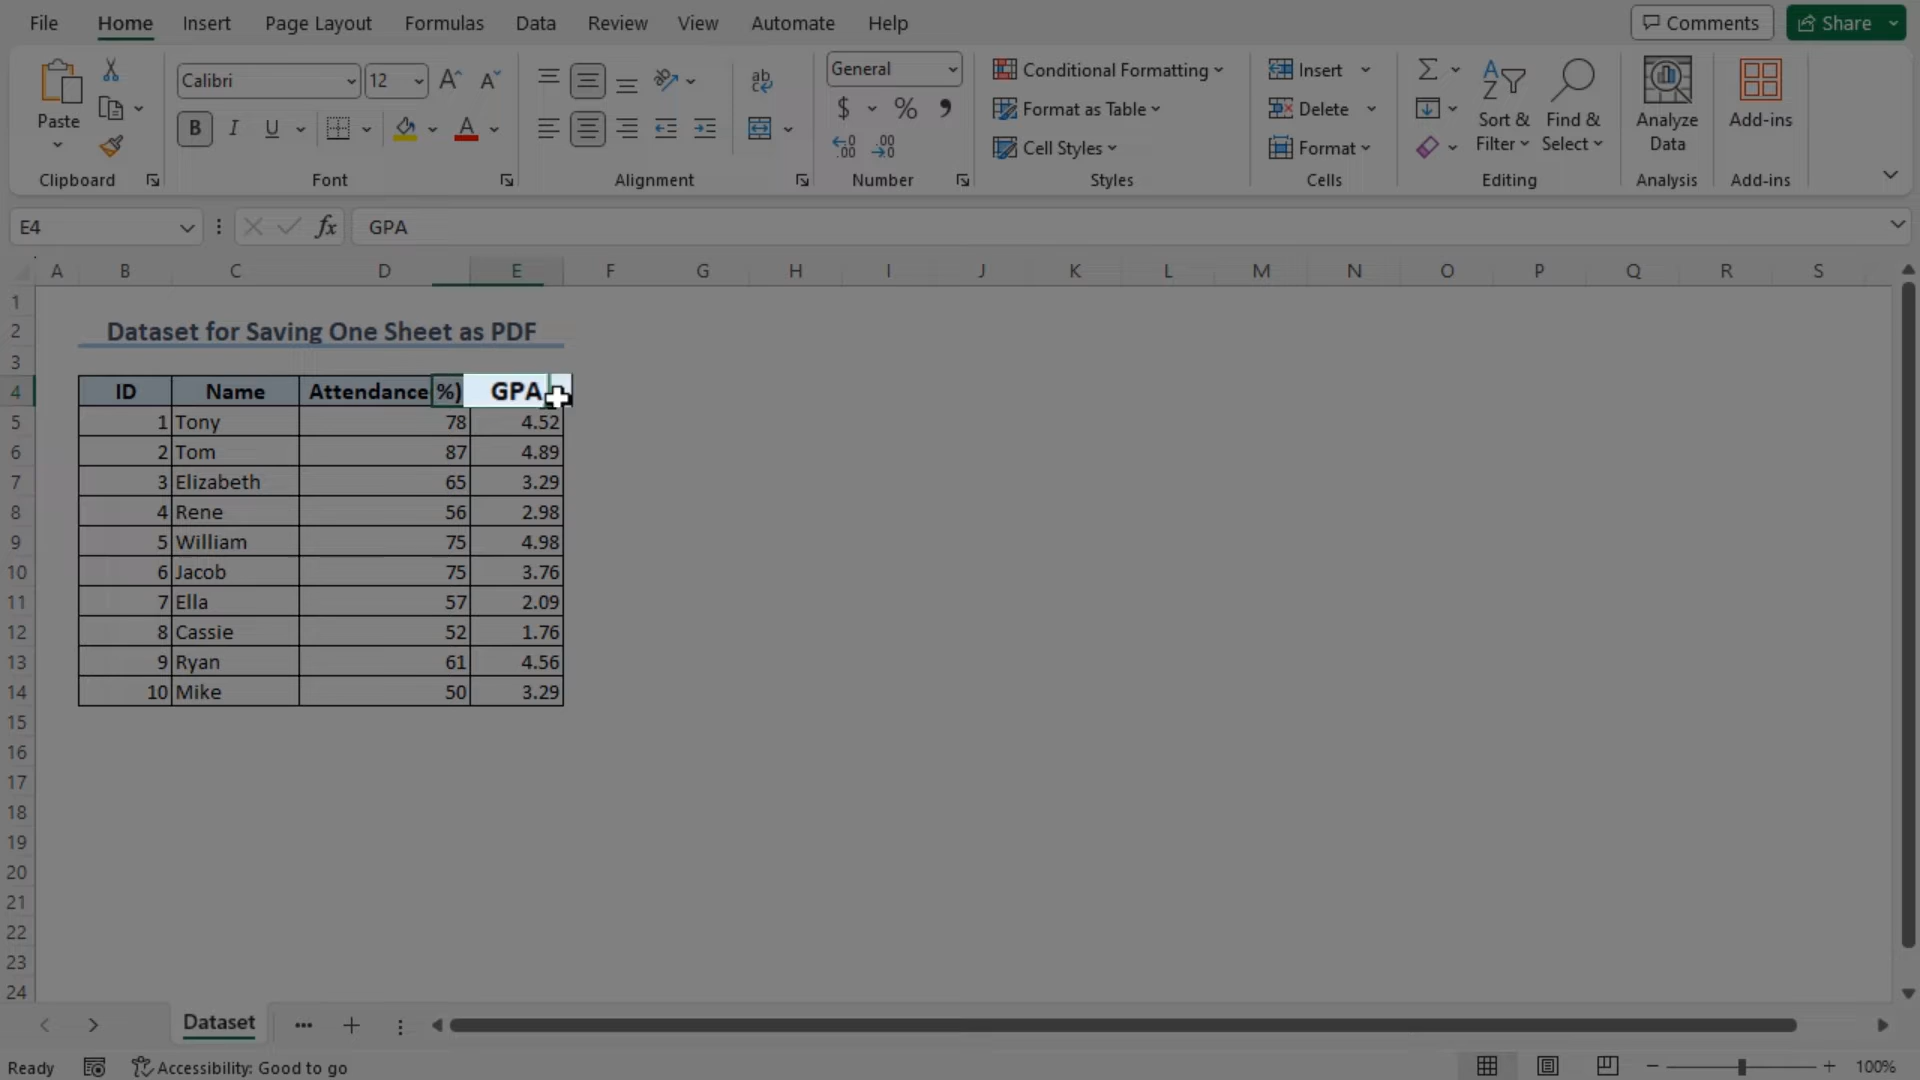 File Home Insert Page Layout Formulas Data Review View Automate Help Comments Share
Calibri 12 General Conditional Formatting Insert
Paste $ % Format as Table Delete Sort & Find & Analyze Add-ins
B I U A Cell Styles Format Filter Select Data
Clipboard Font Alignment Number Styles Cells Editing Analysis Add-ins
E4 fx GPA
A B C D E F G H I J K L M N O P Q R S
1
2 Dataset for Saving One Sheet as PDF
3
4 ID Name Attendance %) GPA
5 1 Tony 78 4.52
6 2 Tom 87 4.89
7 3 Elizabeth 65 3.29
8 4 Rene 56 2.98
9 5 William 75 4.98
10 6 Jacob 75 3.76
11 7 Ella 57 2.09
12 8 Cassie 52 1.76
13 9 Ryan 61 4.56
14 10 Mike 50 3.29
15
16
17
18
19
20
21
22
23
24
Dataset
Ready Accessibility: Good to go 100%